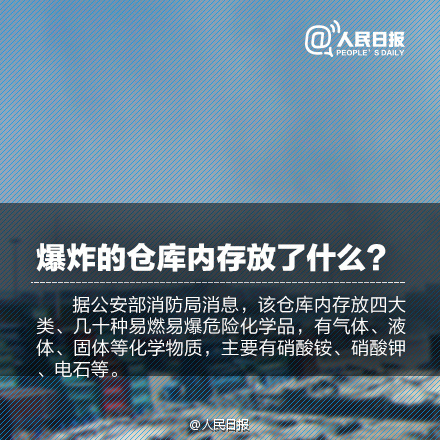 @人民日报
PEOPLE'S DAILY
爆炸的仓库内存放了什么？
据公安部消防局消息，该仓库内存放四大
类、几十种易燃易爆危险化学品，有气体、液
体、固体等化学物质，主要有硝酸铵、硝酸钾
、电石等。
@人民日报